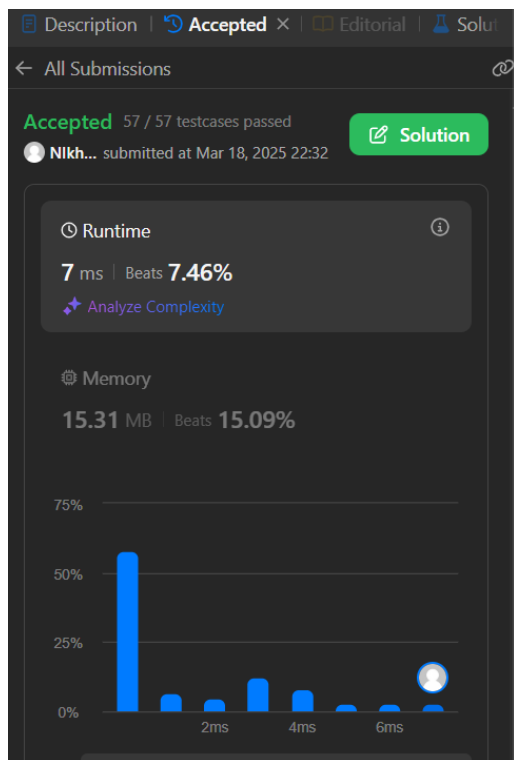 Description | Accepted × | Editorial | Solut
← All Submissions
Accepted 57 / 57 testcases passed
Nikh... submitted at Mar 18, 2025 22:32
Solution
Runtime
7 ms | Beats 7.46%
Analyze Complexity
Memory
15.31 MB | Beats 15.09%
75%
50%
25%
0%
2ms 4ms 6ms